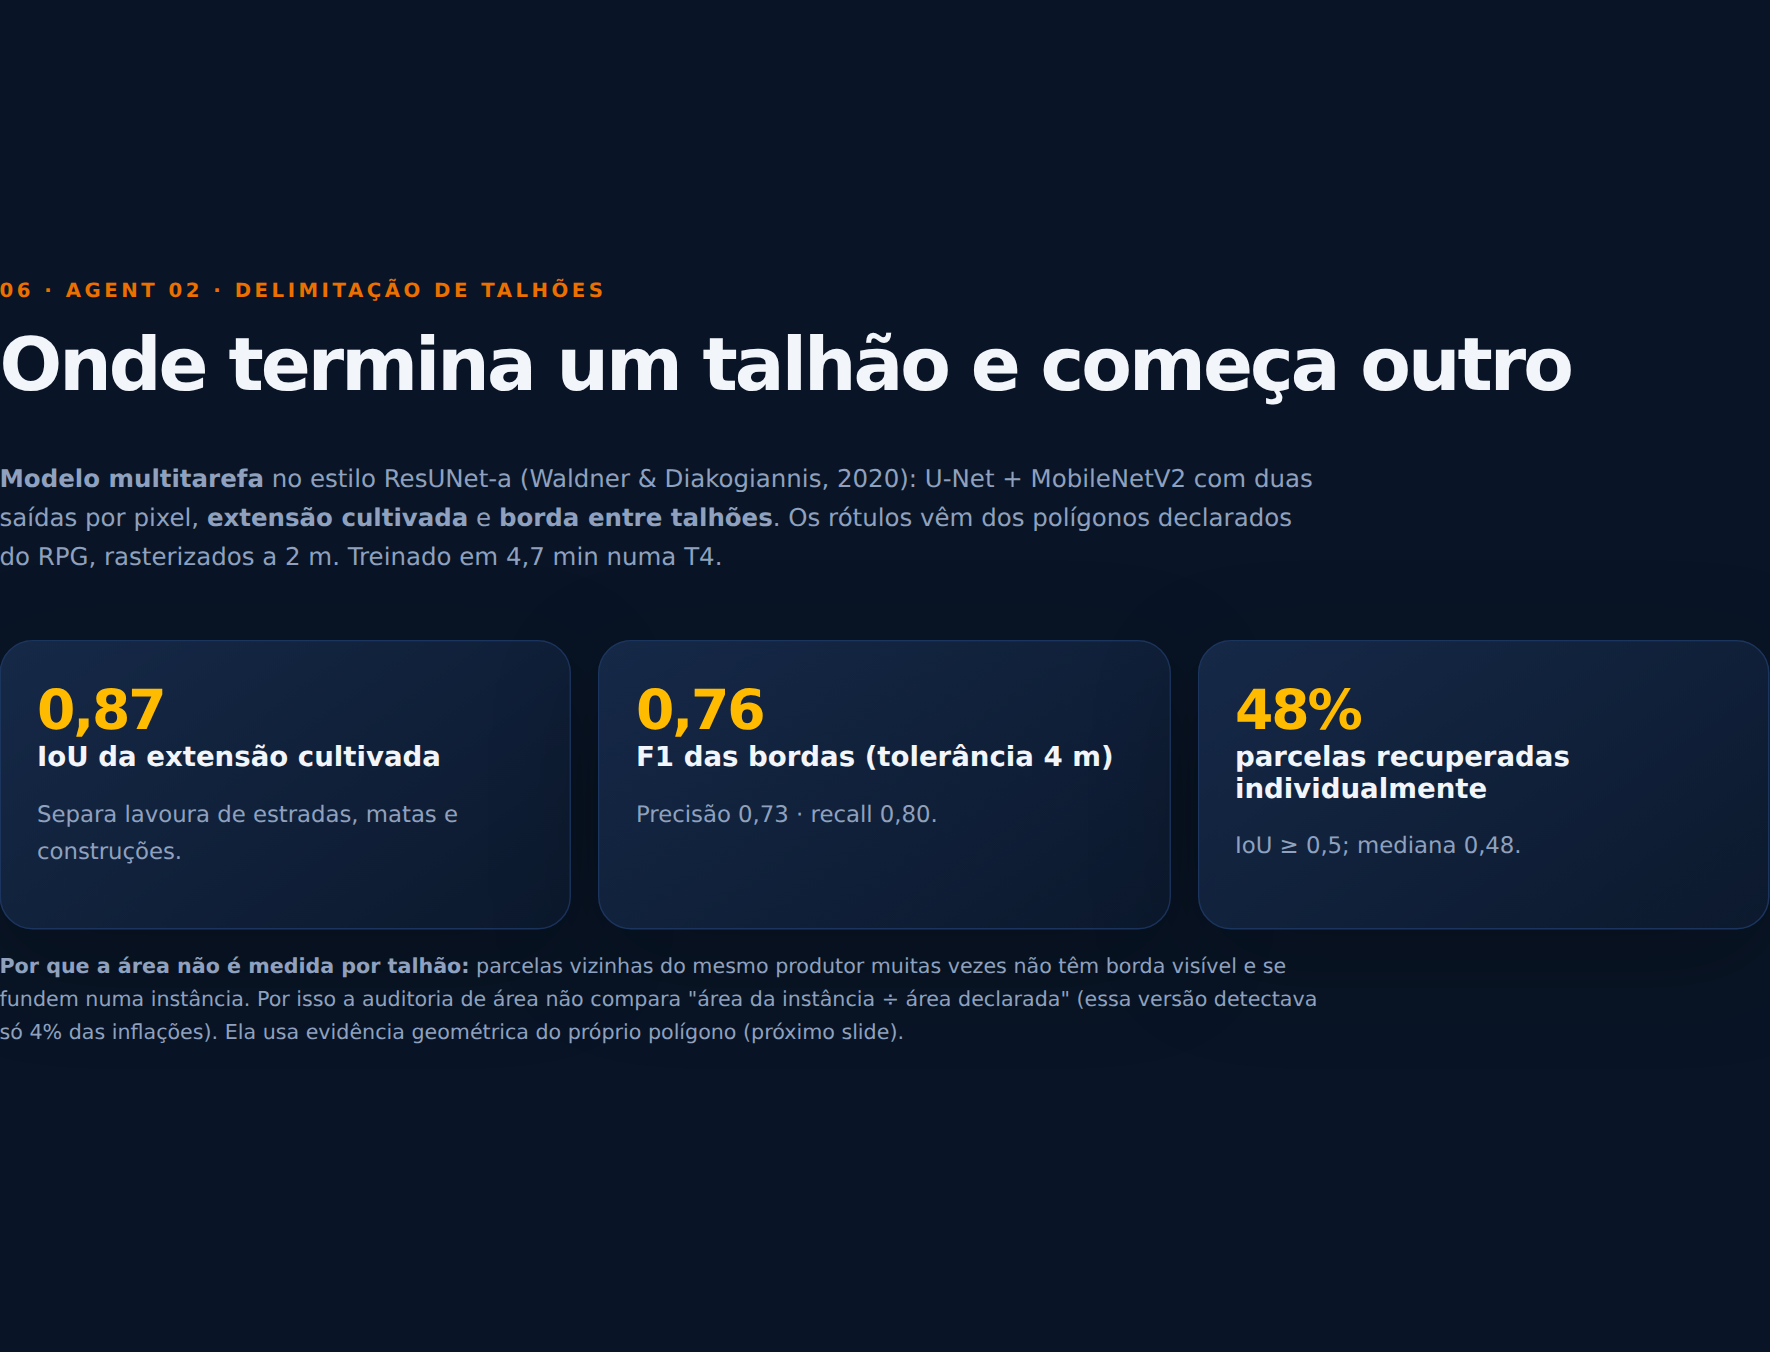 06 · AGENT 02 · DELIMITAÇÃO DE TALHÕES
Onde termina um talhão e começa outro
Modelo multitarefa no estilo ResUNet-a (Waldner & Diakogiannis, 2020): U-Net + MobileNetV2 com duas
saídas por pixel, extensão cultivada e borda entre talhões. Os rótulos vêm dos polígonos declarados
do RPG, rasterizados a 2 m. Treinado em 4,7 min numa T4.
0,87
IoU da extensão cultivada
Separa lavoura de estradas, matas e
construções.
0,76
F1 das bordas (tolerância 4 m)
Precisão 0,73 · recall 0,80.
48%
parcelas recuperadas
individualmente
IoU ≥ 0,5; mediana 0,48.
Por que a área não é medida por talhão: parcelas vizinhas do mesmo produtor muitas vezes não têm borda visível e se
fundem numa instância. Por isso a auditoria de área não compara "área da instância ÷ área declarada" (essa versão detectava
só 4% das inflações). Ela usa evidência geométrica do próprio polígono (próximo slide).